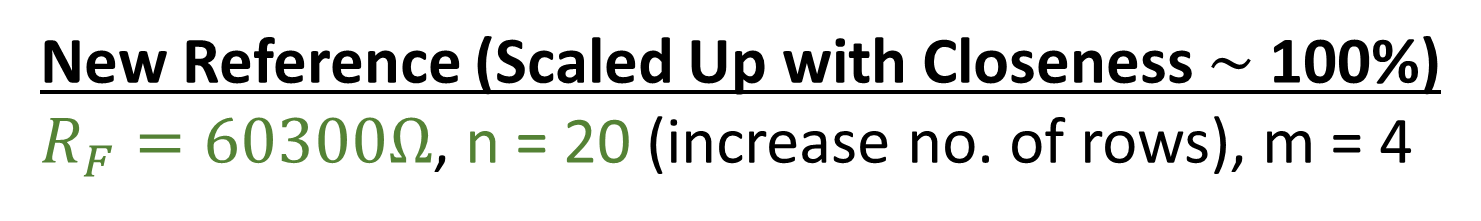 New Reference (Scaled Up with Closeness ~ 100%)
R_F = 60300Ω, n = 20 (increase no. of rows), m = 4